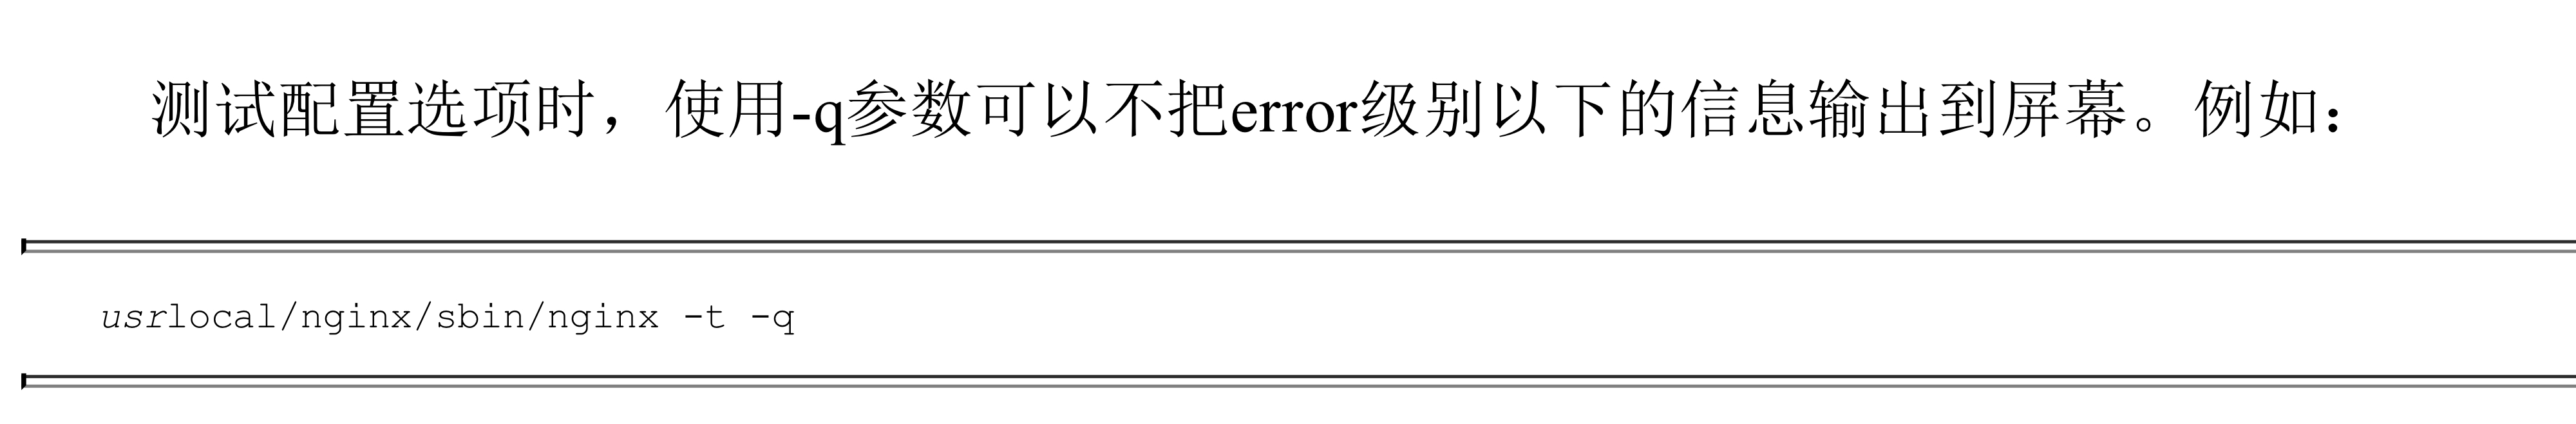 测试配置选项时，使用-q参数可以不把error级别以下的信息输出到屏幕。例如：
usrlocal/nginx/sbin/nginx -t -q